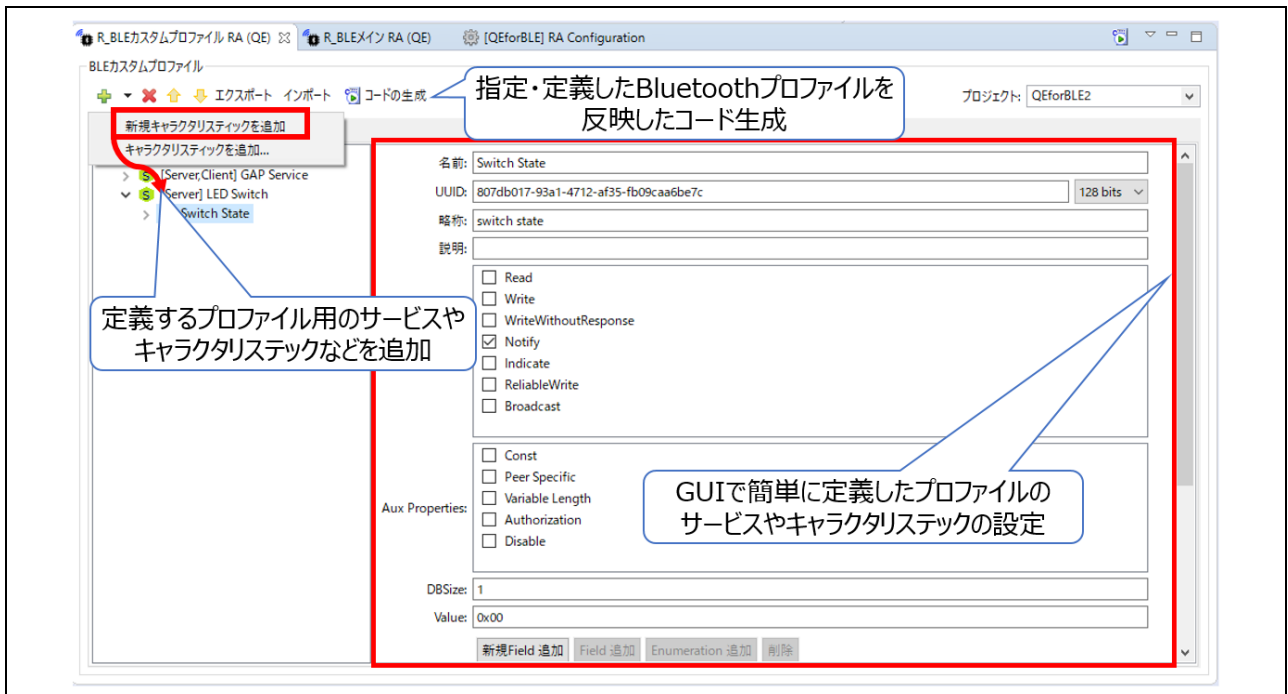 R_BLEカスタムプロファイル RA (QE)
R_BLEメイン RA (QE)
[QEforBLE] RA Configuration
BLEカスタムプロファイル
エクスポート
インポート
コードの生成
指定・定義したBluetoothプロファイルを
反映したコード生成
プロジェクト:
QEforBLE2
新規キャラクタリスティックを追加
キャラクタリスティックを追加...
[Server,Client] GAP Service
[Server] LED Switch
Switch State
定義するプロファイル用のサービスや
キャラクタリステックなどを追加
名前:
Switch State
UUID:
807db017-93a1-4712-af35-fb09caa6be7c
128 bits
略称:
switch state
説明:
Read
Write
WriteWithoutResponse
Notify
Indicate
ReliableWrite
Broadcast
Aux Properties:
Const
Peer Specific
Variable Length
Authorization
Disable
GUIで簡単に定義したプロファイルの
サービスやキャラクタリステックの設定
DBSize:
1
Value:
0x00
新規Field 追加
Field 追加
Enumeration 追加
削除